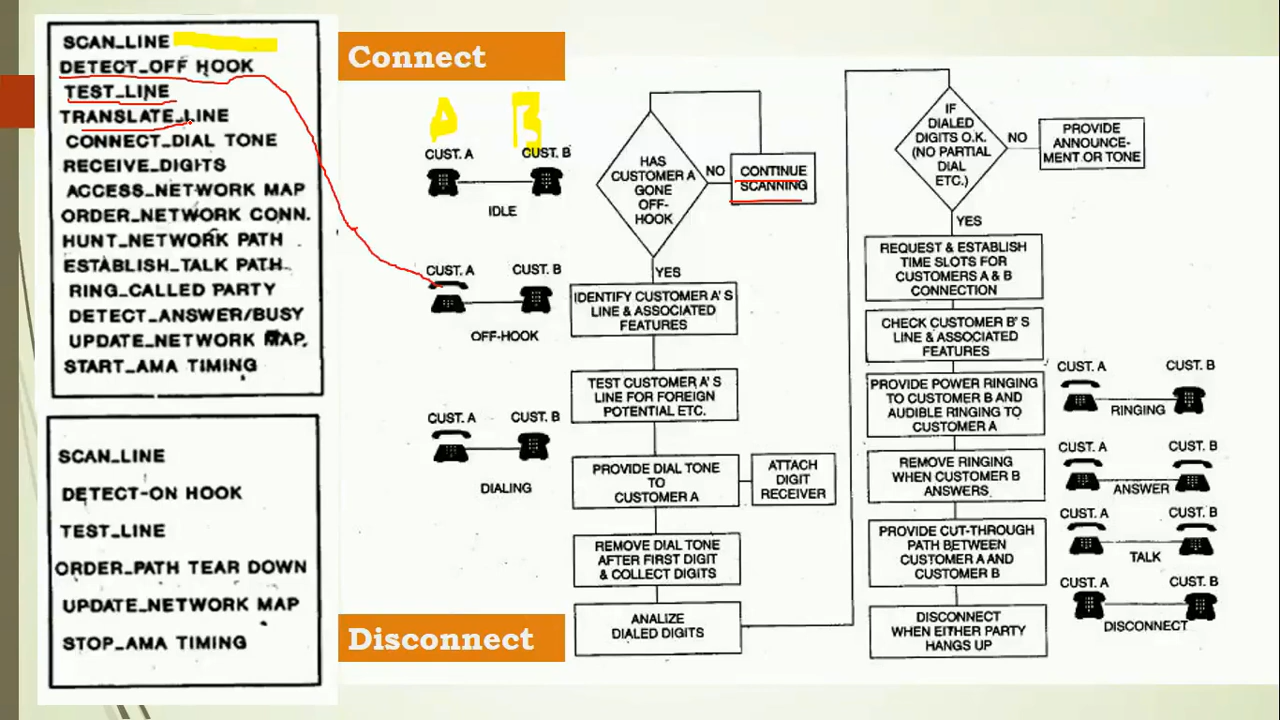 SCAN_LINE
DETECT_OFF HOOK
TEST_LINE
TRANSLATE_LINE
CONNECT_DIAL TONE
RECEIVE_DIGITS
ACCESS_NETWORK MAP
ORDER_NETWORK CONN.
HUNT_NETWORK PATH
ESTABLISH_TALK PATH
RING_CALLED PARTY
DETECT_ANSWER/BUSY
UPDATE_NETWORK MAP.
START_AMA TIMING
SCAN_LINE
DETECT-ON HOOK
TEST_LINE
ORDER_PATH TEAR DOWN
UPDATE_NETWORK MAP
STOP_AMA TIMING
Connect
A B
CUST. A CUST. B
IDLE
CUST. A CUST. B
OFF-HOOK
CUST. A CUST. B
DIALING
Disconnect
HAS
CUSTOMER A
GONE
OFF-
HOOK
NO
CONTINUE
SCANNING
YES
IDENTIFY CUSTOMER A'S
LINE & ASSOCIATED
FEATURES
TEST CUSTOMER A'S
LINE FOR FOREIGN
POTENTIAL ETC.
PROVIDE DIAL TONE
TO
CUSTOMER A
ATTACH
DIGIT
RECEIVER
REMOVE DIAL TONE
AFTER FIRST DIGIT
& COLLECT DIGITS
ANALIZE
DIALED DIGITS
IF
DIALED
DIGITS O.K.
(NO PARTIAL
DIAL
ETC.)
NO
PROVIDE
ANNOUNCE-
MENT OR TONE
YES
REQUEST & ESTABLISH
TIME SLOTS FOR
CUSTOMERS A & B
CONNECTION
CHECK CUSTOMER B'S
LINE & ASSOCIATED
FEATURES
PROVIDE POWER RINGING
TO CUSTOMER B AND
AUDIBLE RINGING TO
CUSTOMER A
REMOVE RINGING
WHEN CUSTOMER B
ANSWERS
PROVIDE CUT-THROUGH
PATH BETWEEN
CUSTOMER A AND
CUSTOMER B
DISCONNECT
WHEN EITHER PARTY
HANGS UP
CUST. A CUST. B
RINGING
CUST. A CUST. B
ANSWER
CUST. A CUST. B
TALK
CUST. A CUST. B
DISCONNECT